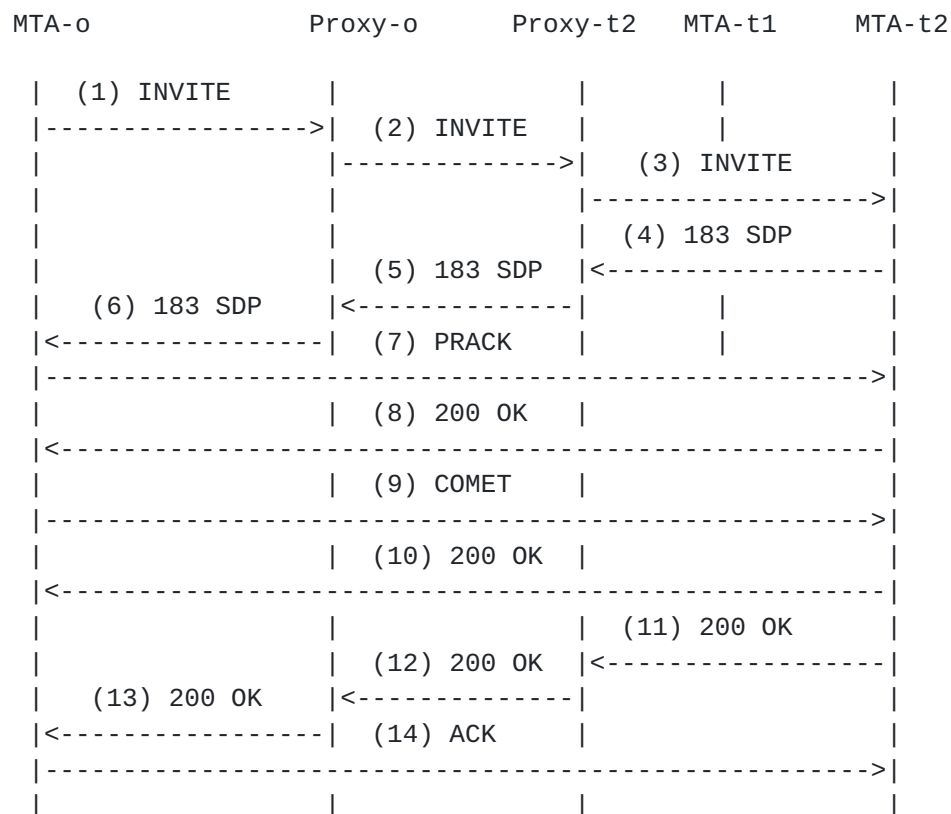 MTA-o Proxy-o Proxy-t2 MTA-t1 MTA-t2
(1) INVITE
(2) INVITE
(3) INVITE
(4) 183 SDP
(5) 183 SDP
(6) 183 SDP
(7) PRACK
(8) 200 OK
(9) COMET
(10) 200 OK
(11) 200 OK
(12) 200 OK
(13) 200 OK
(14) ACK